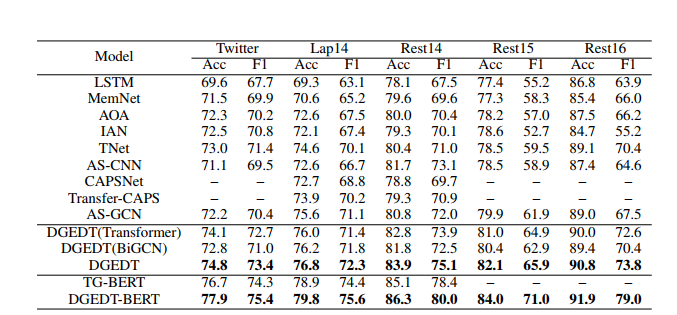 Model Twitter Lap14 Rest14 Rest15 Rest16
Acc F1 Acc F1 Acc F1 Acc F1 Acc F1
LSTM 69.6 67.7 69.3 63.1 78.1 67.5 77.4 55.2 86.8 63.9
MemNet 71.5 69.9 70.6 65.2 79.6 69.6 77.3 58.3 85.4 66.0
AOA 72.3 70.2 72.6 67.5 80.0 70.4 78.2 57.0 87.5 66.2
IAN 72.5 70.8 72.1 67.4 79.3 70.1 78.6 52.7 84.7 55.2
TNet 73.0 71.4 74.6 70.1 80.4 71.0 78.5 59.5 89.1 70.4
AS-CNN 71.1 69.5 72.6 66.7 81.7 73.1 78.5 58.9 87.4 64.6
CAPSNet – – 72.7 68.8 78.8 69.7 – – – –
Transfer-CAPS – – 73.9 70.2 79.3 70.9 – – – –
AS-GCN 72.2 70.4 75.6 71.1 80.8 72.0 79.9 61.9 89.0 67.5
DGEDT(Transformer) 74.1 72.7 76.0 71.4 82.8 73.9 81.0 64.9 90.0 72.6
DGEDT(BiGCN) 72.8 71.0 76.2 71.8 81.8 72.5 80.4 62.9 89.4 70.4
DGEDT 74.8 73.4 76.8 72.3 83.9 75.1 82.1 65.9 90.8 73.8
TG-BERT 76.7 74.3 78.9 74.4 85.1 78.4 – – – –
DGEDT-BERT 77.9 75.4 79.8 75.6 86.3 80.0 84.0 71.0 91.9 79.0